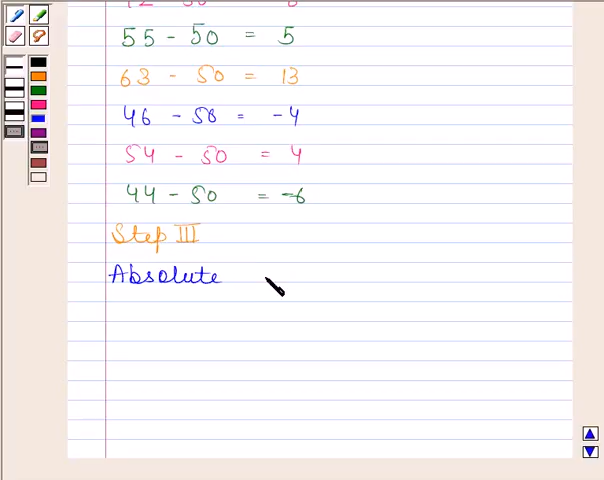 55 - 50 = 5
63 - 50 = 13
46 - 50 = -4
54 - 50 = 4
44 - 50 = -6
Step III
Absolute